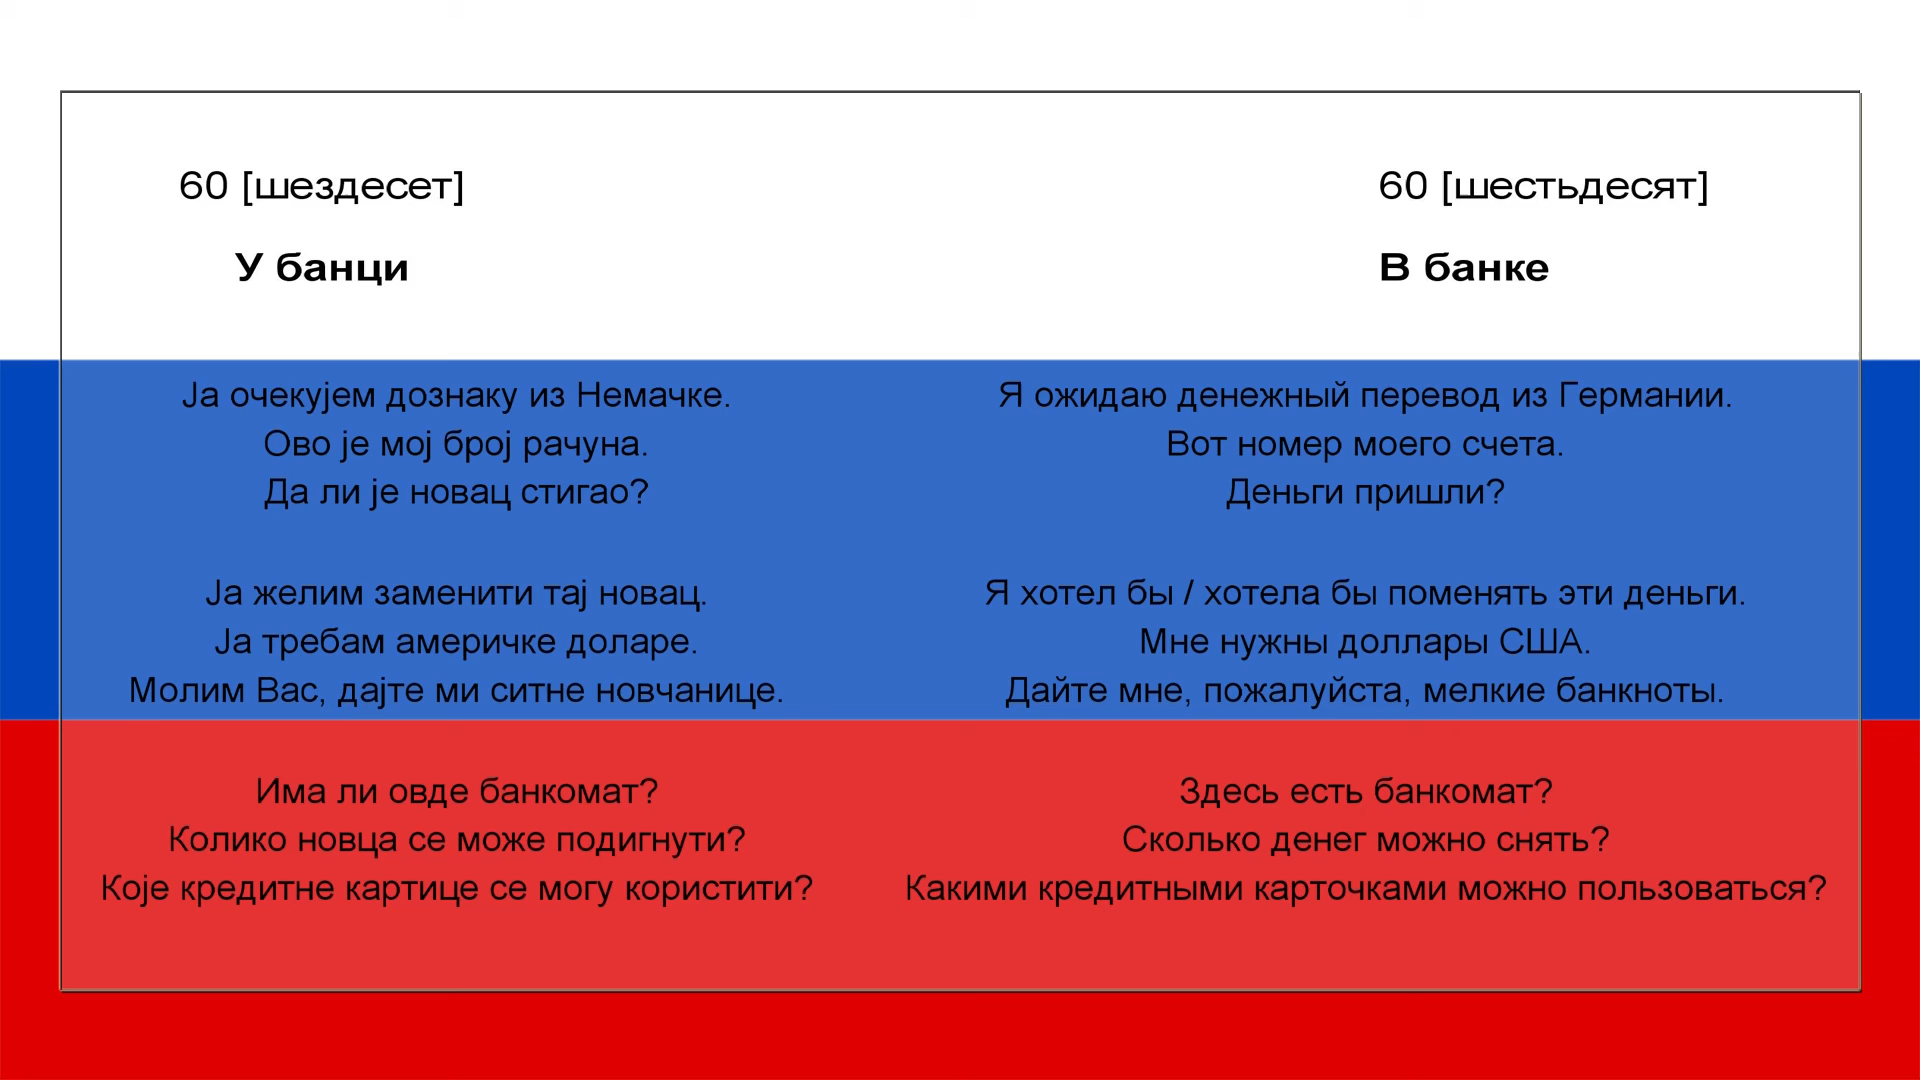 60 [шездесет]
У банци
Ја очекујем дознаку из Немачке.
Ово је мој број рачуна.
Да ли је новац стигао?
Ја желим заменити тај новац.
Ја требам америчке доларе.
Молим Вас, дајте ми ситне новчанице.
Има ли овде банкомат?
Колико новца се може подигнути?
Које кредитне картице се могу користити?
60 [шестьдесят]
В банке
Я ожидаю денежный перевод из Германии.
Вот номер моего счета.
Деньги пришли?
Я хотел бы / хотела бы поменять эти деньги.
Мне нужны доллары США.
Дайте мне, пожалуйста, мелкие банкноты.
Здесь есть банкомат?
Сколько денег можно снять?
Какими кредитными карточками можно пользоваться?